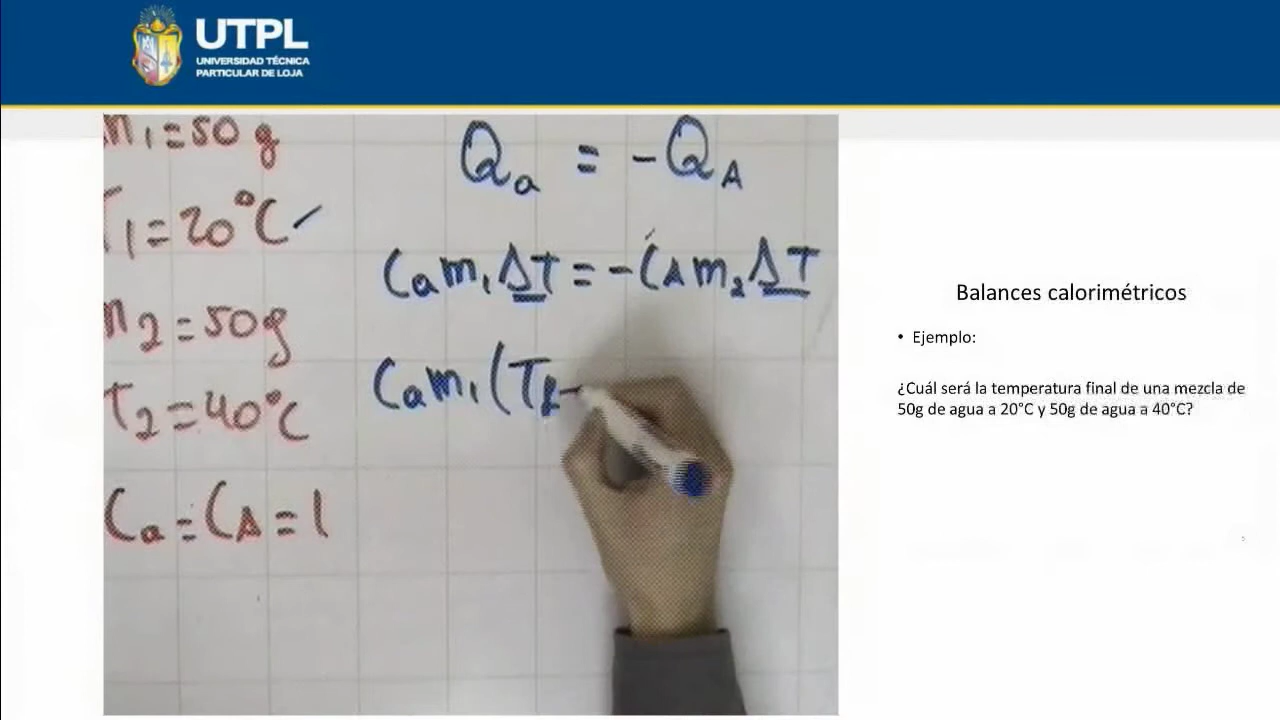 UTPL
UNIVERSIDAD TÉCNICA
PARTICULAR DE LOJA
m1=50g
T1=20°C
m2=50g
T2=40°C
Ca=CA=1
Qa = -QA
Cam1ΔT=-CAm2ΔT
Cam1(Tf-
Balances calorimétricos
• Ejemplo:
¿Cuál será la temperatura final de una mezcla de
50g de agua a 20°C y 50g de agua a 40°C?